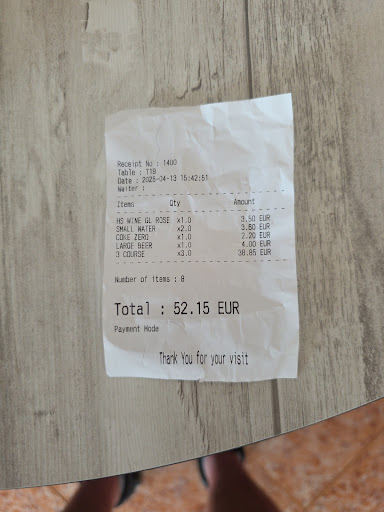 Receipt No : 1400
Table : 119
Date : 2025-04-13 15:42:51
Waiter :
Items Qty Amount
HS WINE GL ROSE x1.0 3.50 EUR
SMALL WATER x2.0 3.60 EUR
COKE ZERO x1.0 2.20 EUR
LARGE BEER x1.0 4.00 EUR
3 COURSE x3.0 38.85 EUR
Number of items : 8
Total : 52.15 EUR
Payment Mode
Thank You for your visit